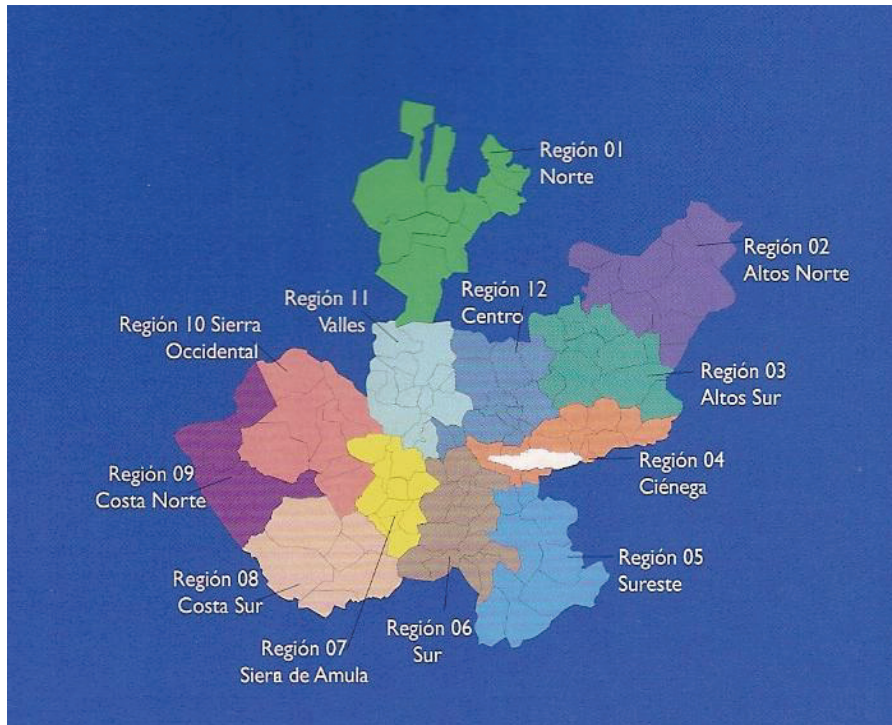 Región 01
Norte
Región 02
Altos Norte
Región 11
Valles
Región 12
Centro
Región 10 Sierra
Occidental
Región 03
Altos Sur
Región 04
Ciénega
Región 09
Costa Norte
Región 05
Sureste
Región 08
Costa Sur
Región 06
Sur
Región 07
Siera de Amula